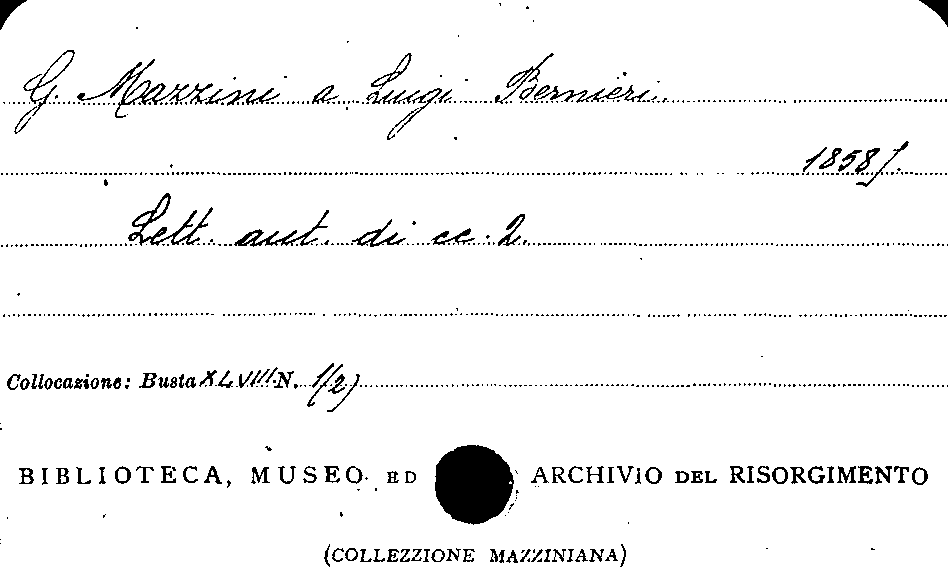 G. Mazzini a Luigi Bernieri.
1858].
Lett. aut. di cc. 2.
Collocazione: Busta XLVIII. N. 1/2)
BIBLIOTECA, MUSEO ED ARCHIVIO DEL RISORGIMENTO
(COLLEZZIONE MAZZINIANA)